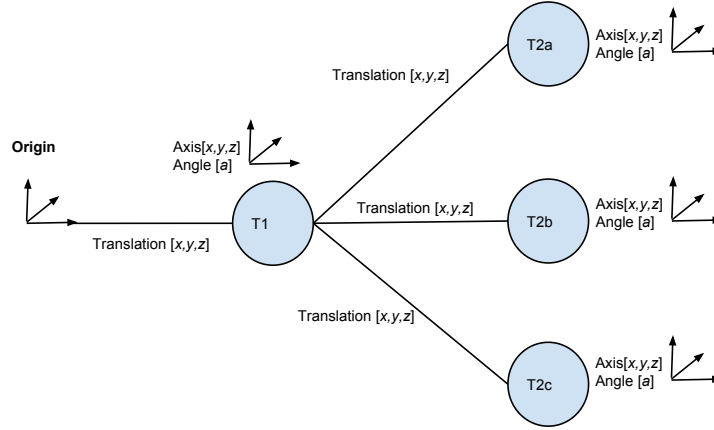 T2a
Axis[x,y,z]
Angle [a]
Translation [x,y,z]
Origin
Axis[x,y,z]
Angle [a]
T1
Translation [x,y,z]
Translation [x,y,z]
T2b
Axis[x,y,z]
Angle [a]
Translation [x,y,z]
T2c
Axis[x,y,z]
Angle [a]